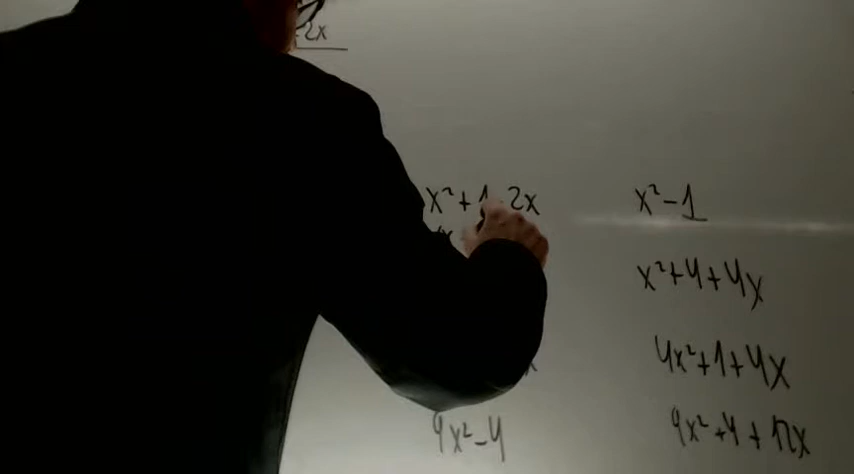 -2x
x²+1 2x
x²-1
x²+4+4x
4x²+1+4x
9x²-4
9x²+4+12x